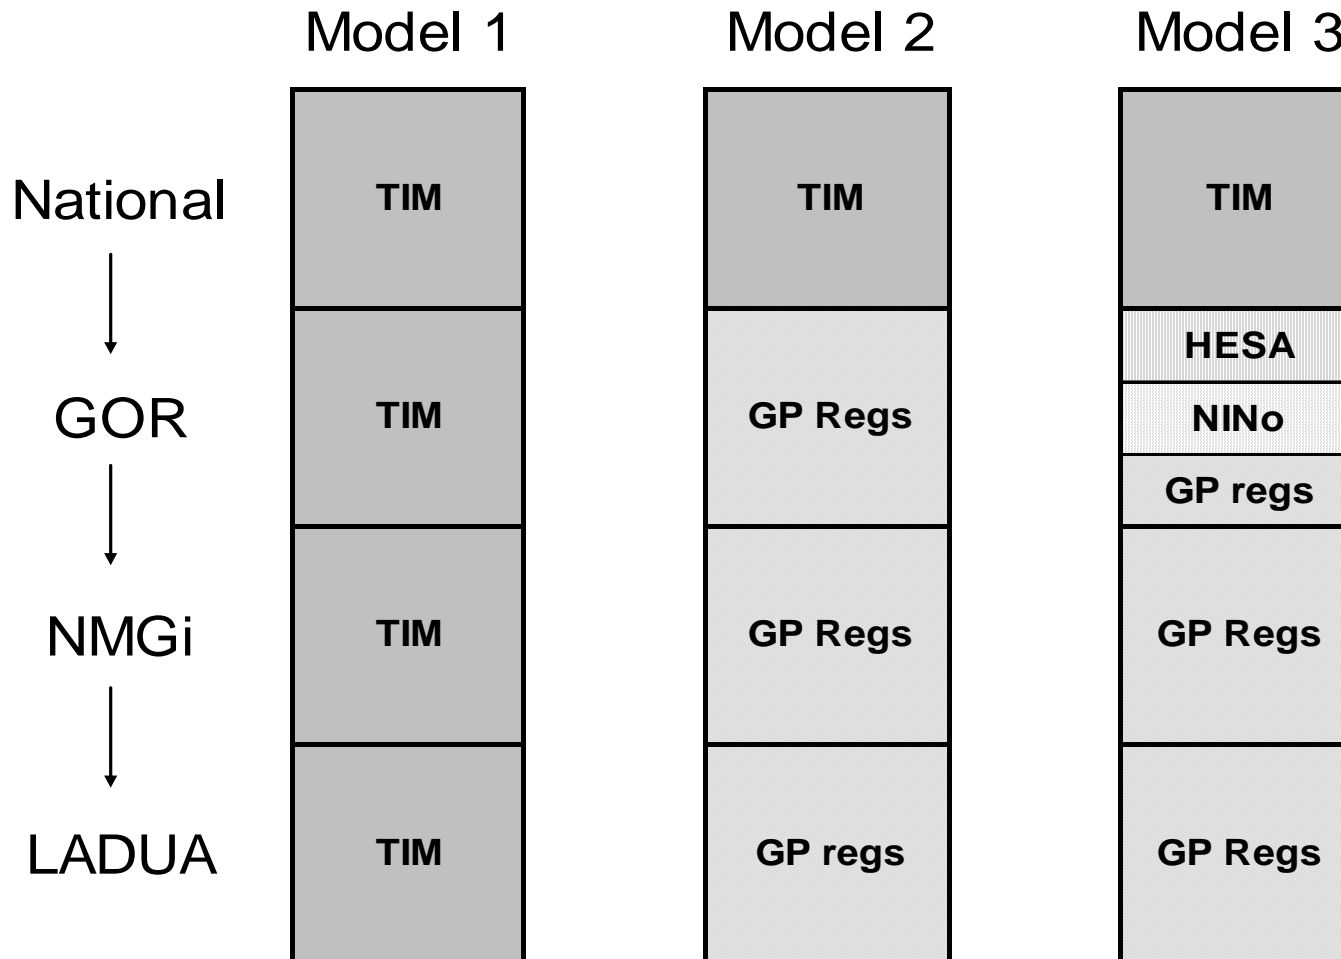 Model 1 Model 2 Model 3
National TIM TIM TIM
HESA
GOR TIM GP Regs NINo
GP regs
NMGi TIM GP Regs GP Regs
LADUA TIM GP regs GP Regs